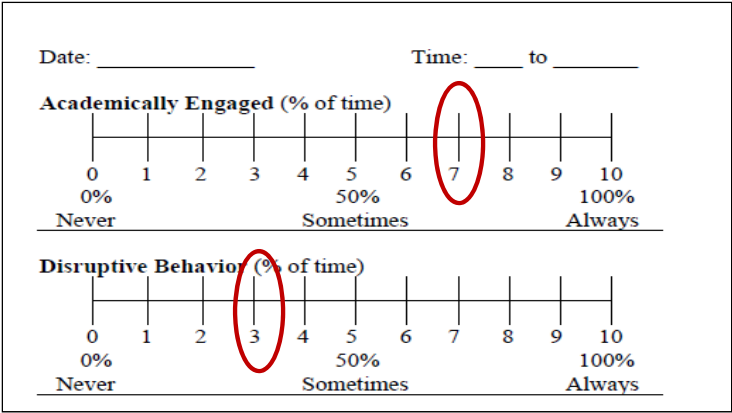 Date: _______________ Time: _____ to ________
Academically Engaged (% of time)
0 1 2 3 4 5 6 7 8 9 10
0% 50% 100%
Never Sometimes Always
Disruptive Behavior (% of time)
0 1 2 3 4 5 6 7 8 9 10
0% 50% 100%
Never Sometimes Always